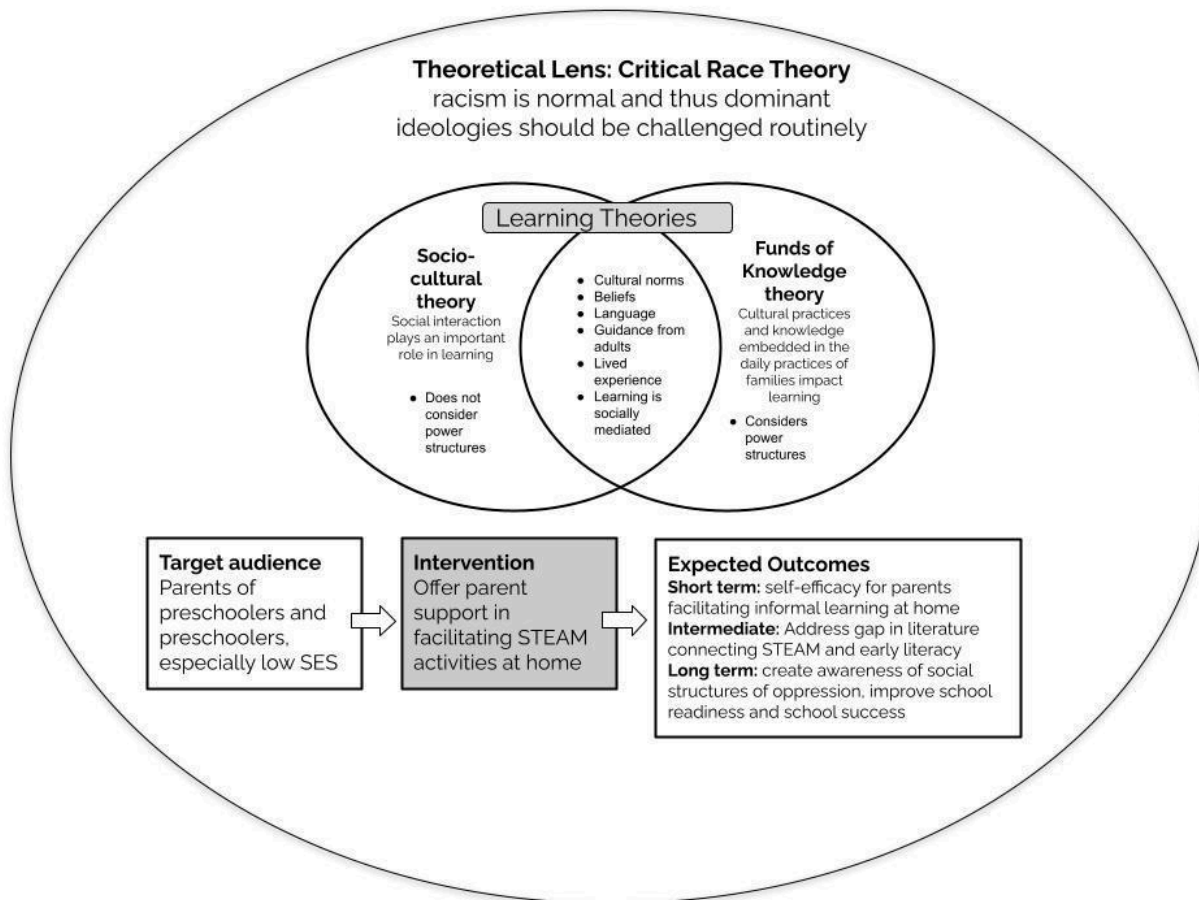 Theoretical Lens: Critical Race Theory
racism is normal and thus dominant
ideologies should be challenged routinely
Learning Theories
Socio-
cultural
theory
Social interaction
plays an important
role in learning
● Does not
consider
power
structures
● Cultural norms
● Beliefs
● Language
● Guidance from
adults
● Lived
experience
● Learning is
socially
mediated
Funds of
Knowledge
theory
Cultural practices
and knowledge
embedded in the
daily practices of
families impact
learning
● Considers
power
structures
Target audience
Parents of
preschoolers and
preschoolers,
especially low SES
Intervention
Offer parent
support in
facilitating STEAM
activities at home
Expected Outcomes
Short term: self-efficacy for parents
facilitating informal learning at home
Intermediate: Address gap in literature
connecting STEAM and early literacy
Long term: create awareness of social
structures of oppression, improve school
readiness and school success